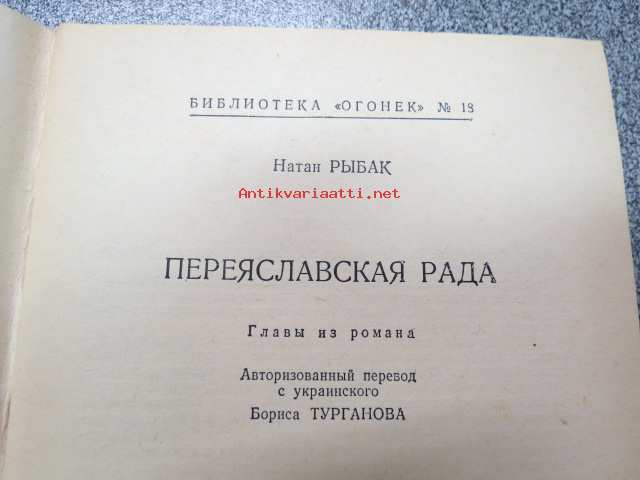 БИБЛИОТЕКА «ОГОНЕК» № 18
Натан РЫБАК
Antikvariaatti.net
ПЕРЕЯСЛАВСКАЯ РАДА
Главы из романа
Авторизованный перевод
с украинского
Бориса ТУРГАНОВА